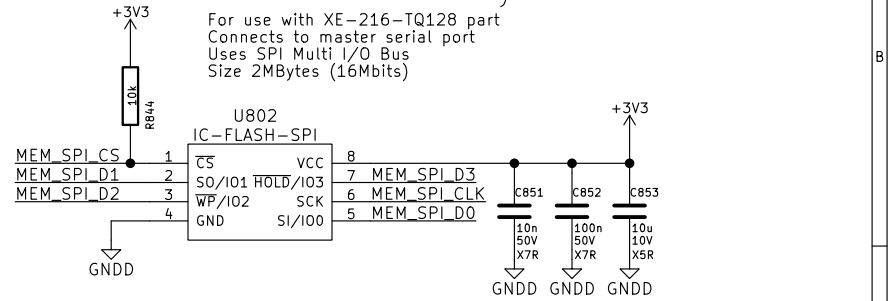 +3V3
For use with XE-216-TQ128 part
Connects to master serial port
Uses SPI Multi I/O Bus
Size 2MBytes (16Mbits)
B
10k
R844
U802
IC-FLASH-SPI
+3V3
MEM_SPI_CS 1 CS VCC 8
MEM_SPI_D1 2 SO/IO1 HOLD/IO3 7 MEM_SPI_D3
MEM_SPI_D2 3 WP/IO2 SCK 6 MEM_SPI_CLK
4 GND SI/IO0 5 MEM_SPI_D0
C851 C852 C853
10n 100n 10u
50V 50V 10V
X7R X7R X5R
GNDD
GNDD GNDD GNDD